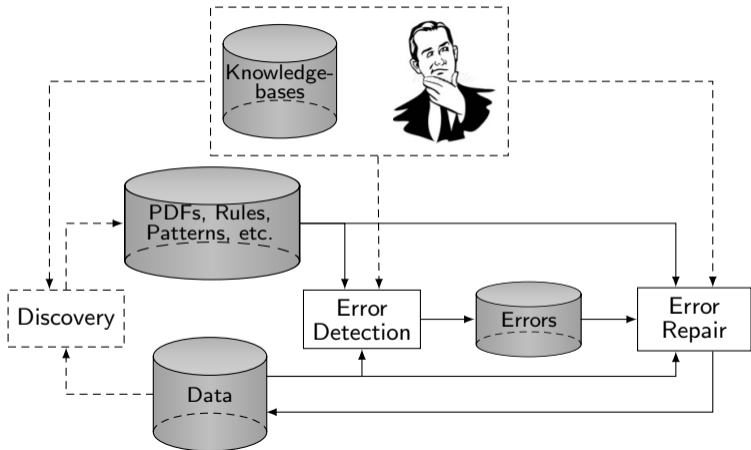 Knowledge-
bases
PDFs, Rules,
Patterns, etc.
Discovery
Error
Detection
Errors
Error
Repair
Data